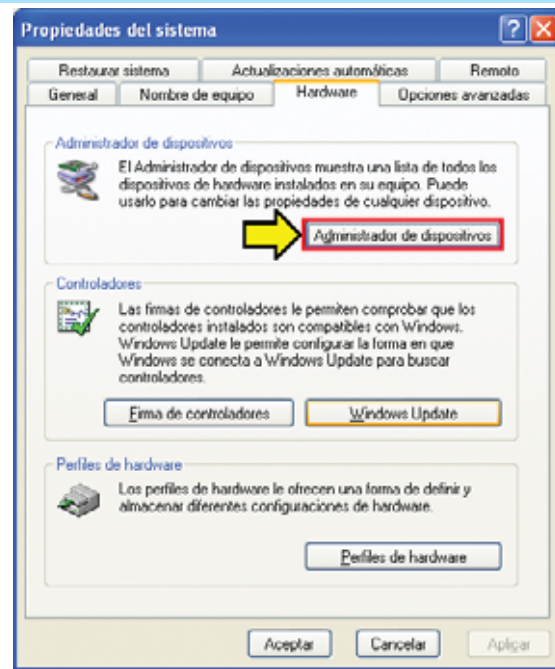 Propiedades del sistema
Restaurar sistema
Actualizaciones automáticas
Remoto
General
Nombre de equipo
Hardware
Opciones avanzadas
Administrador de dispositivos
El Administrador de dispositivos muestra una lista de todos los
dispositivos de hardware instalados en su equipo. Puede
usarlo para cambiar las propiedades de cualquier dispositivo.
Administrador de dispositivos
Controladores
Las firmas de controladores le permiten comprobar que los
controladores instalados son compatibles con Windows.
Windows Update le permite configurar la forma en que
Windows se conecta a Windows Update para buscar
controladores.
Firma de controladores
Windows Update
Perfiles de hardware
Los perfiles de hardware le ofrecen una forma de definir y
almacenar diferentes configuraciones de hardware.
Perfiles de hardware
Aceptar
Cancelar
Aplicar